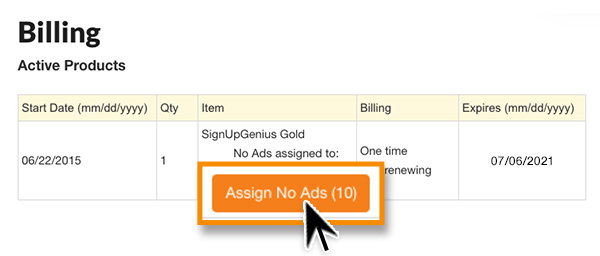 Billing
Active Products
Start Date (mm/dd/yyyy) Qty Item Billing Expires (mm/dd/yyyy)
SignUpGenius Gold
No Ads assigned to:
06/22/2015 1 One time 07/06/2021
renewing
Assign No Ads (10)